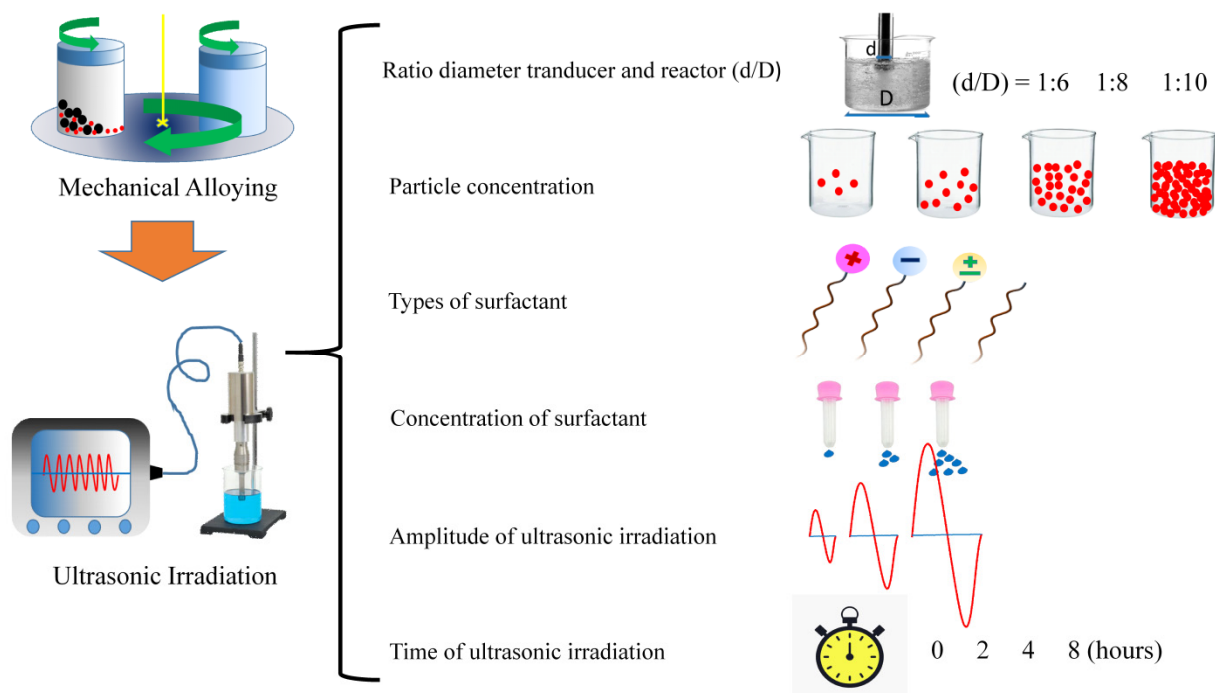 Mechanical Alloying
Ultrasonic Irradiation
Ratio diameter tranducer and reactor (d/D)
d
D
(d/D) = 1:6 1:8 1:10
Particle concentration
Types of surfactant
+ − ±
Concentration of surfactant
Amplitude of ultrasonic irradiation
Time of ultrasonic irradiation
0 2 4 8 (hours)